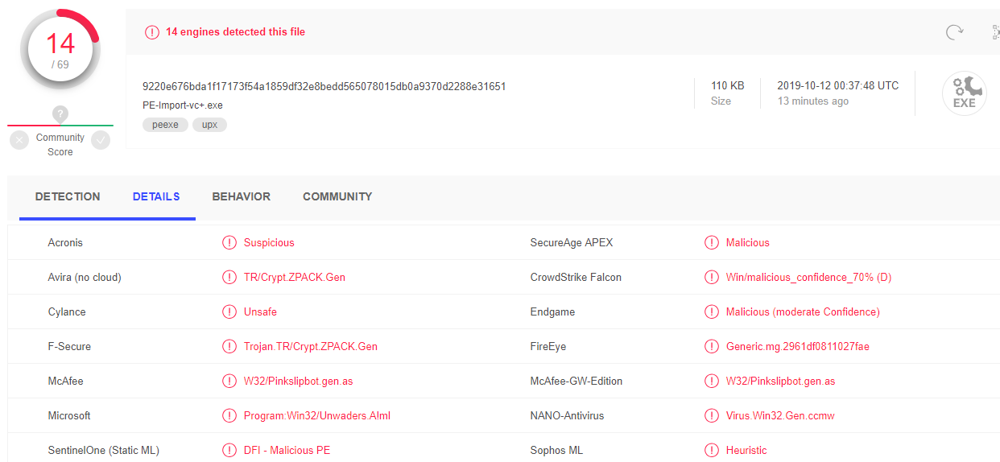 14
/ 69
14 engines detected this file
9220e676bda1f17173f54a1859df32e8bedd565078015db0a9370d2288e31651
PE-Import-vc+.exe
peexe upx
110 KB
Size
2019-10-12 00:37:48 UTC
13 minutes ago
EXE
?
Community
Score
DETECTION DETAILS BEHAVIOR COMMUNITY
Acronis Suspicious SecureAge APEX Malicious
Avira (no cloud) TR/Crypt.ZPACK.Gen CrowdStrike Falcon Win/malicious_confidence_70% (D)
Cylance Unsafe Endgame Malicious (moderate Confidence)
F-Secure Trojan.TR/Crypt.ZPACK.Gen FireEye Generic.mg.2961df0811027fae
McAfee W32/Pinkslipbot.gen.as McAfee-GW-Edition W32/Pinkslipbot.gen.as
Microsoft Program:Win32/Unwaders.A!ml NANO-Antivirus Virus.Win32.Gen.ccmw
SentinelOne (Static ML) DFI - Malicious PE Sophos ML Heuristic